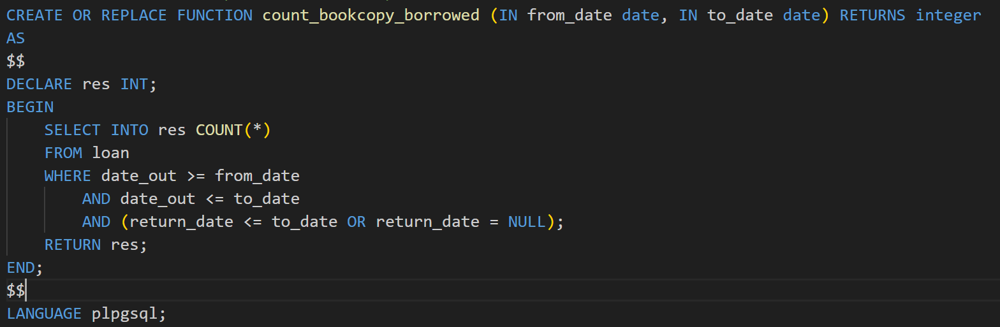 CREATE OR REPLACE FUNCTION count_bookcopy_borrowed (IN from_date date, IN to_date date) RETURNS integer
AS
$$
DECLARE res INT;
BEGIN
    SELECT INTO res COUNT(*)
    FROM loan
    WHERE date_out >= from_date
        AND date_out <= to_date
        AND (return_date <= to_date OR return_date = NULL);
    RETURN res;
END;
$$
LANGUAGE plpgsql;